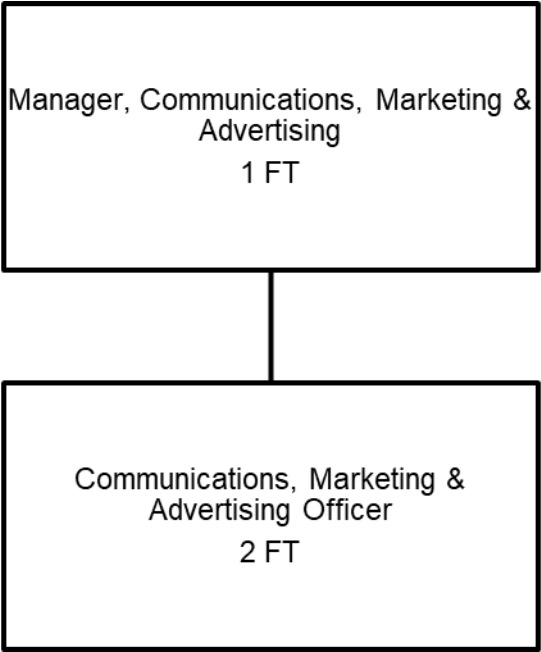 Manager, Communications, Marketing &
Advertising
1 FT
Communications, Marketing &
Advertising Officer
2 FT